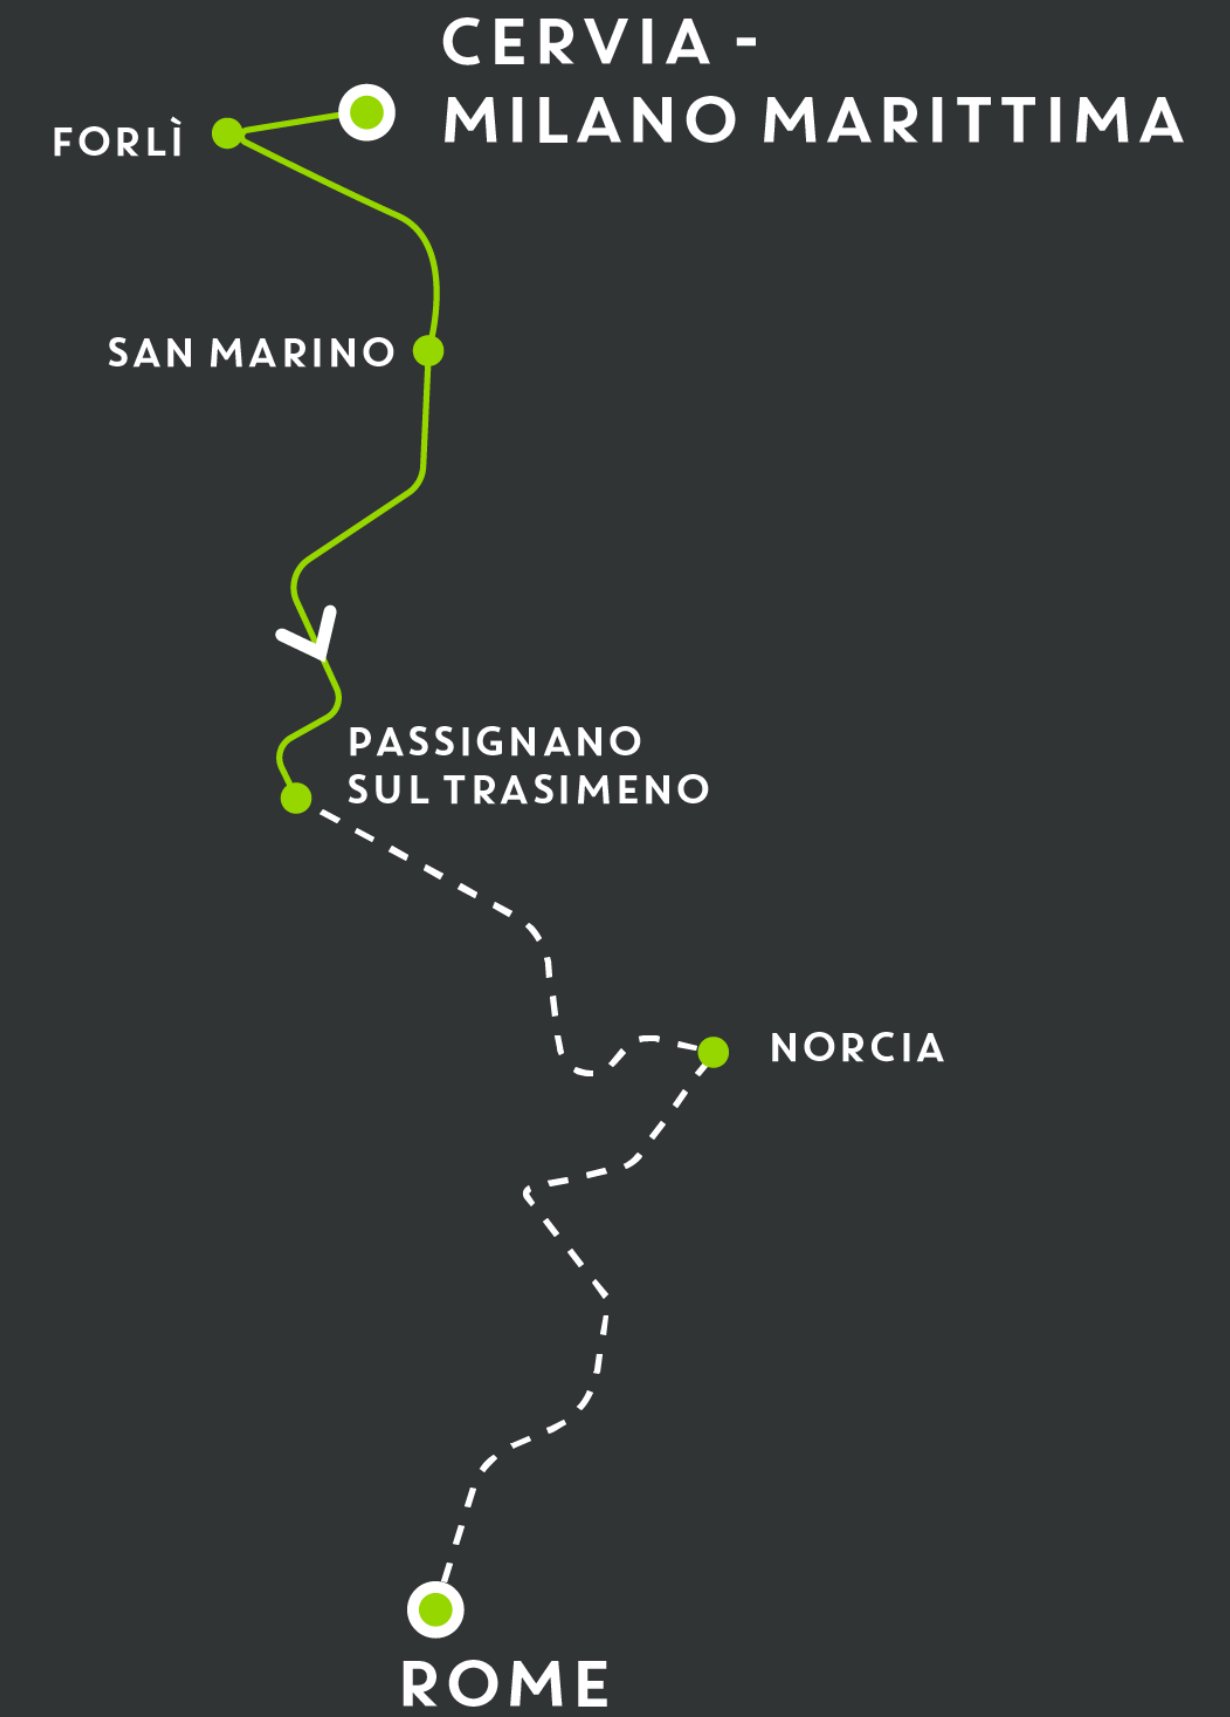 CERVIA -
MILANO MARITTIMA
FORLÌ
SAN MARINO
PASSIGNANO
SUL TRASIMENO
NORCIA
ROME